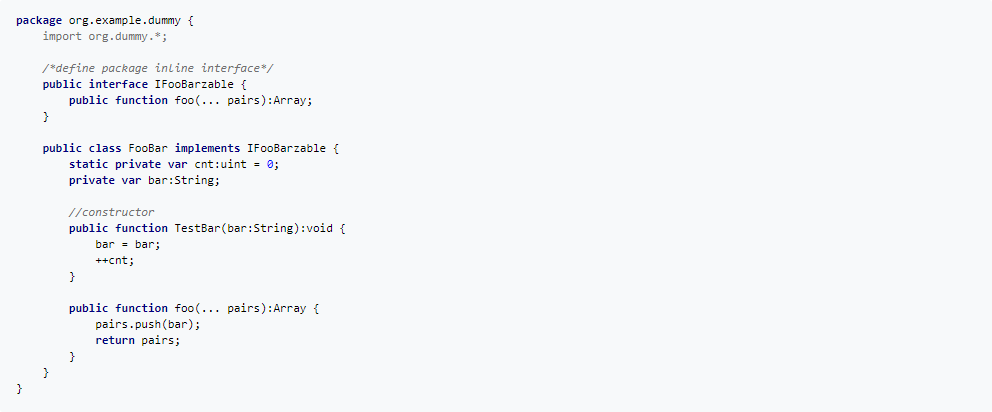 package org.example.dummy {
    import org.dummy.*;

    /*define package inline interface*/
    public interface IFooBarzable {
        public function foo(... pairs):Array;
    }

    public class FooBar implements IFooBarzable {
        static private var cnt:uint = 0;
        private var bar:String;

        //constructor
        public function TestBar(bar:String):void {
            bar = bar;
            ++cnt;
        }

        public function foo(... pairs):Array {
            pairs.push(bar);
            return pairs;
        }
    }
}